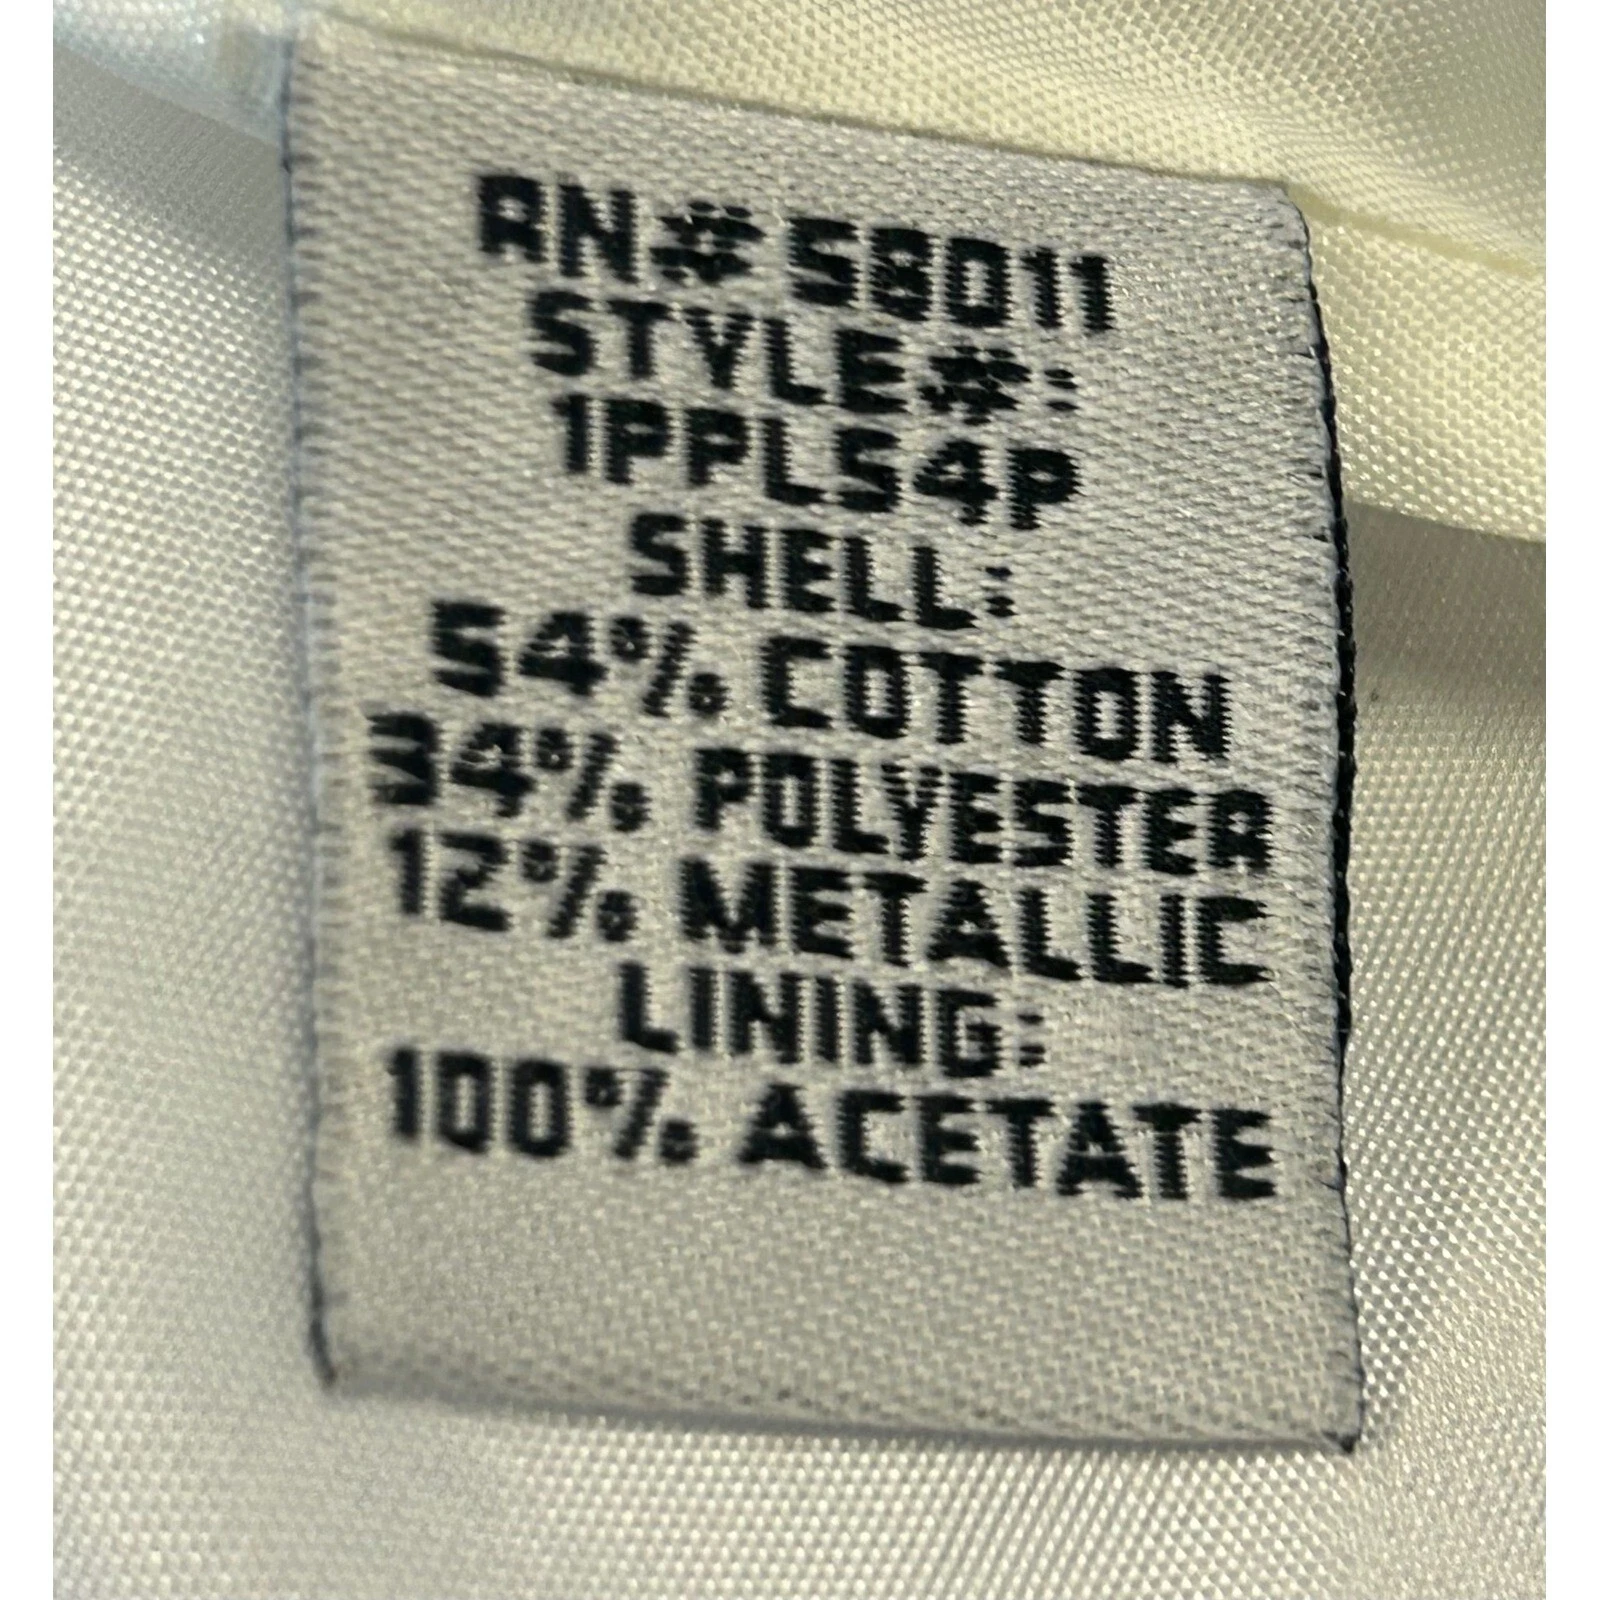 RN# 58011
STYLE#:
1PPLS4P
SHELL:
54% COTTON
34% POLYESTER
12% METALLIC
LINING:
100% ACETATE